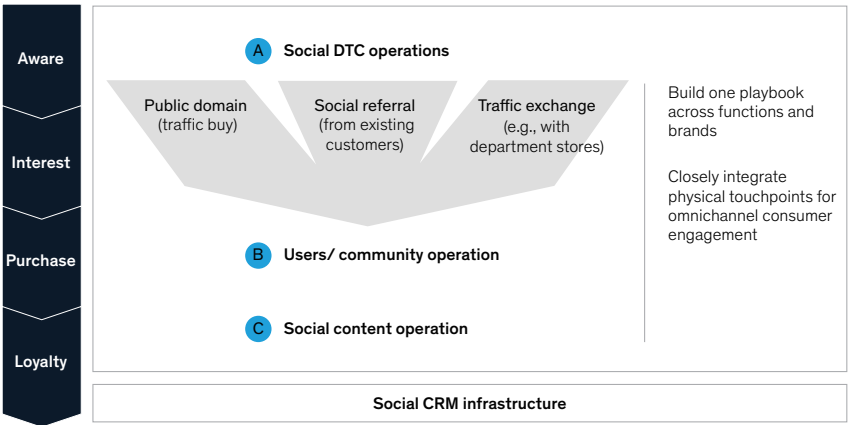 Aware
Interest
Purchase
Loyalty
A Social DTC operations
Public domain
(traffic buy)
Social referral
(from existing
customers)
Traffic exchange
(e.g., with
department stores)
B Users/ community operation
C Social content operation
Build one playbook
across functions and
brands
Closely integrate
physical touchpoints for
omnichannel consumer
engagement
Social CRM infrastructure